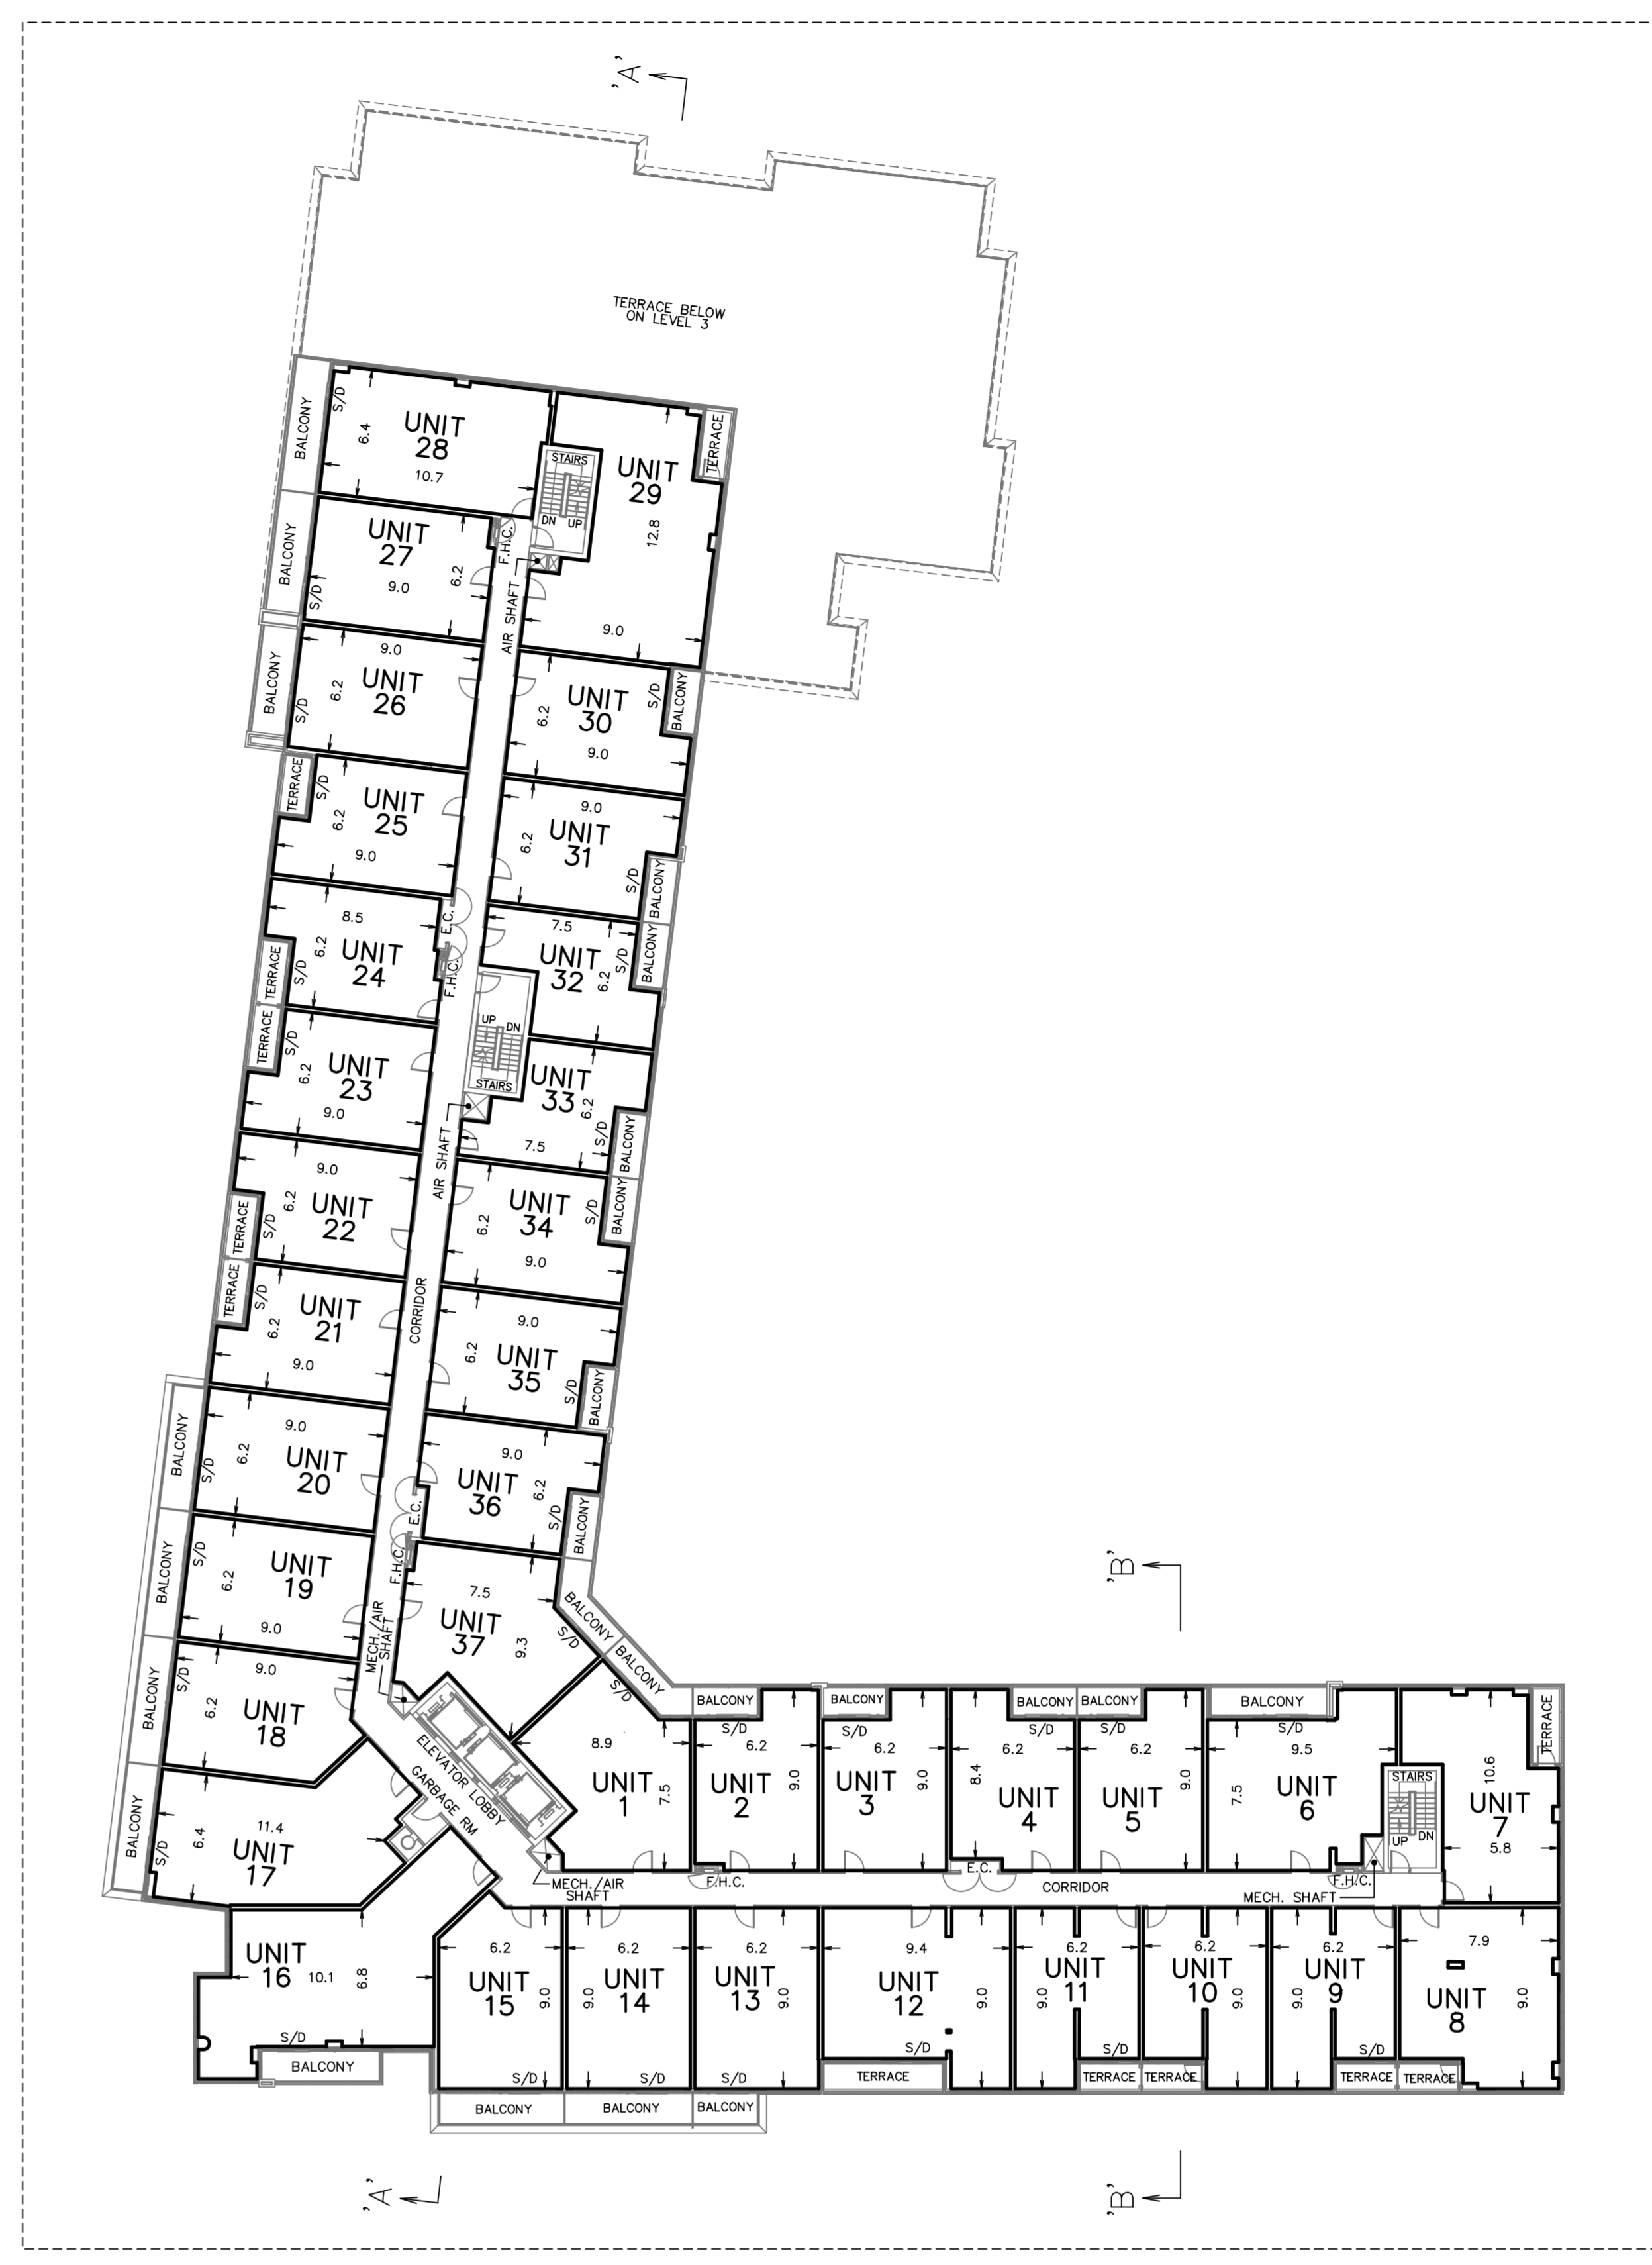 'A'
TERRACE BELOW
ON LEVEL 3
BALCONY
S/D
6.4
UNIT
28
10.7
STAIRS
DN
UP
UNIT
29
12.8
9.0
TERRACE
BALCONY
UNIT
27
9.0
6.2
S/D
F.H.C.
AIR SHAFT
BALCONY
9.0
UNIT
26
6.2
S/D
UNIT
30
6.2
9.0
S/D
BALCONY
TERRACE
S/D
UNIT
25
6.2
9.0
9.0
UNIT
31
6.2
S/D
BALCONY
8.5
UNIT
24
6.2
S/D
TERRACE
E.C.
F.H.C.
7.5
UNIT
32
6.2
S/D
BALCONY
TERRACE
S/D
UNIT
23
6.2
9.0
UP
DN
STAIRS
UNIT
33
6.2
7.5
S/D
BALCONY
AIR SHAFT
9.0
UNIT
22
6.2
S/D
TERRACE
UNIT
34
6.2
9.0
S/D
BALCONY
TERRACE
S/D
UNIT
21
6.2
9.0
CORRIDOR
9.0
UNIT
35
6.2
S/D
BALCONY
BALCONY
9.0
UNIT
20
6.2
S/D
9.0
UNIT
36
6.2
S/D
BALCONY
E.C.
F.H.C.
BALCONY
S/D
UNIT
19
6.2
9.0
MECH./AIR
SHAFT
7.5
UNIT
37
9.3
S/D
BALCONY
BALCONY
S/D
9.0
UNIT
18
6.2
BALCONY
11.4
UNIT
17
6.4
S/D
ELEVATOR LOBBY
GARBAGE RM
MECH./AIR
SHAFT
'B'
BALCONY
S/D
8.9
UNIT
1
7.5
BALCONY
S/D
6.2
UNIT
2
9.0
F.H.C.
BALCONY
S/D
6.2
UNIT
3
9.0
BALCONY
S/D
6.2
8.4
UNIT
4
E.C.
BALCONY
S/D
6.2
UNIT
5
9.0
BALCONY
S/D
9.5
7.5
UNIT
6
STAIRS
UP
DN
TERRACE
10.6
UNIT
7
5.8
F.H.C.
CORRIDOR
MECH. SHAFT
UNIT
16
10.1
6.8
S/D
BALCONY
6.2
UNIT
15
9.0
S/D
BALCONY
6.2
UNIT
14
9.0
S/D
BALCONY
6.2
UNIT
13
9.0
S/D
BALCONY
9.4
UNIT
12
9.0
S/D
TERRACE
6.2
UNIT
11
9.0
S/D
TERRACE
6.2
UNIT
10
9.0
TERRACE
6.2
UNIT
9
9.0
S/D
TERRACE
7.9
UNIT
8
9.0
TERRACE
'A'
'B'